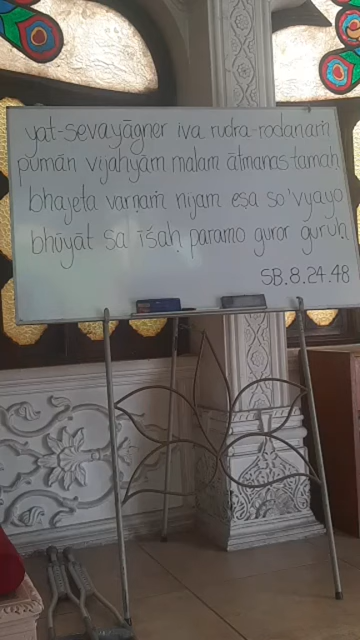 yat-sevayāgner iva rudra-rodanaṁ
pumān vijahyām malam ātmanas tamaḥ
bhajeta varṇaṁ nijam eṣa so 'vyayo
bhūyāt sa īśaḥ paramo guror guruḥ
SB.8.24.48